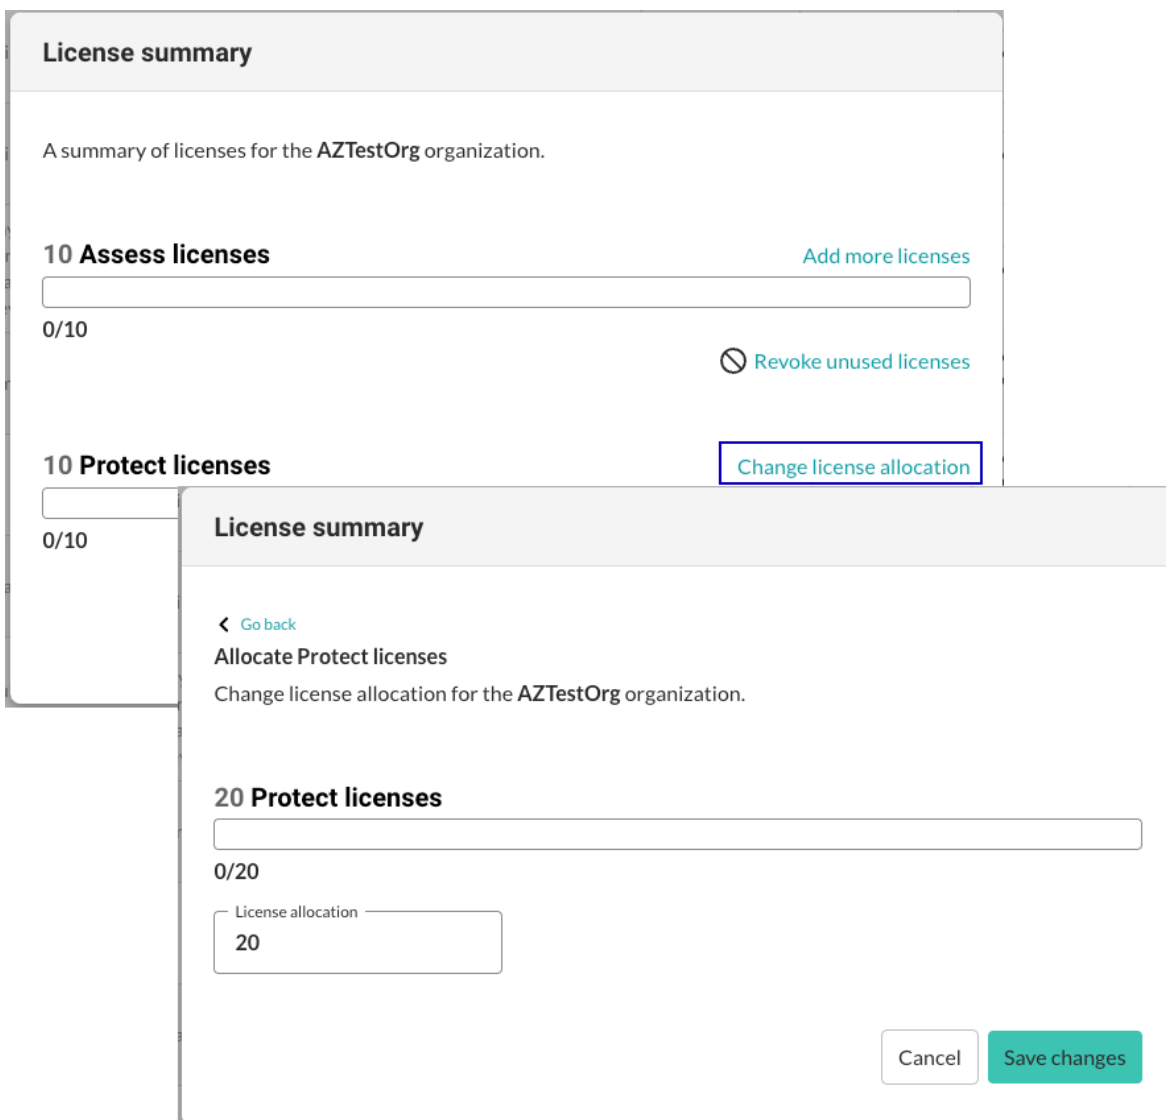 License summary
A summary of licenses for the AZTestOrg organization.
10 Assess licenses
Add more licenses
0/10
Revoke unused licenses
10 Protect licenses
Change license allocation
0/10
License summary
Go back
Allocate Protect licenses
Change license allocation for the AZTestOrg organization.
20 Protect licenses
0/20
License allocation
20
Cancel
Save changes